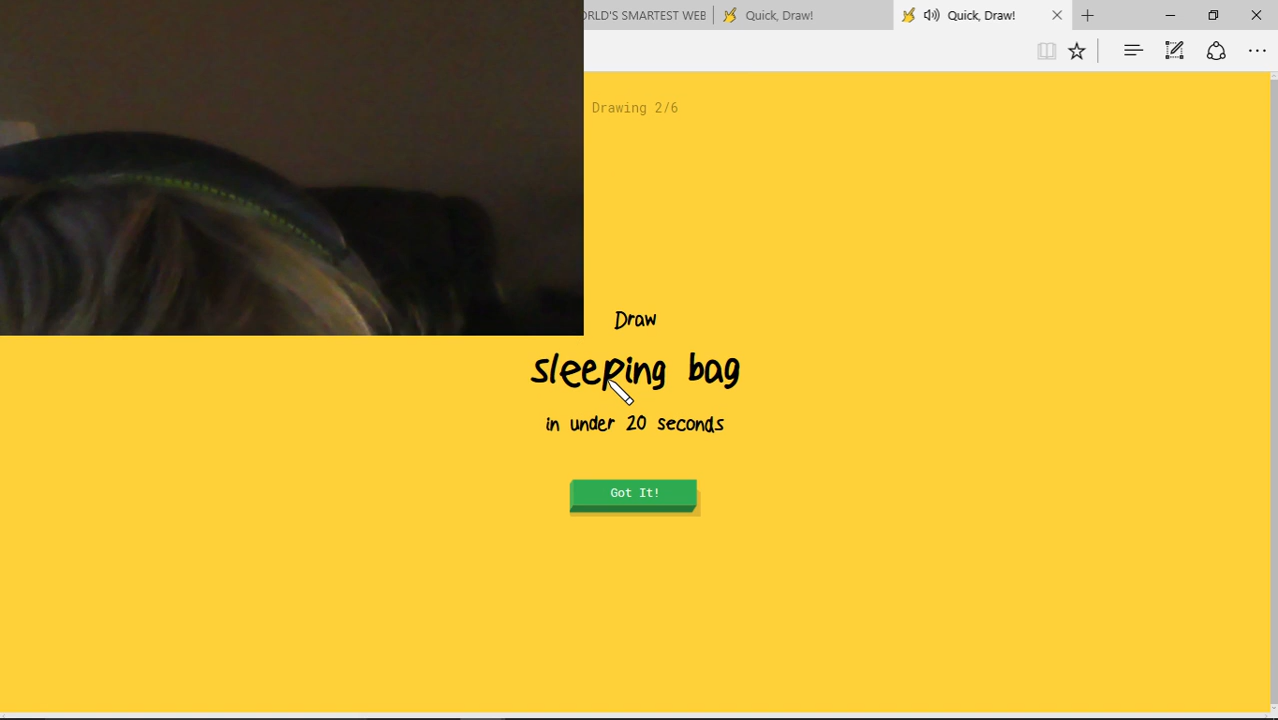 ORLD'S SMARTEST WEB
Quick, Draw!
Quick, Draw!
Drawing 2/6
Draw
sleeping bag
in under 20 seconds
Got It!